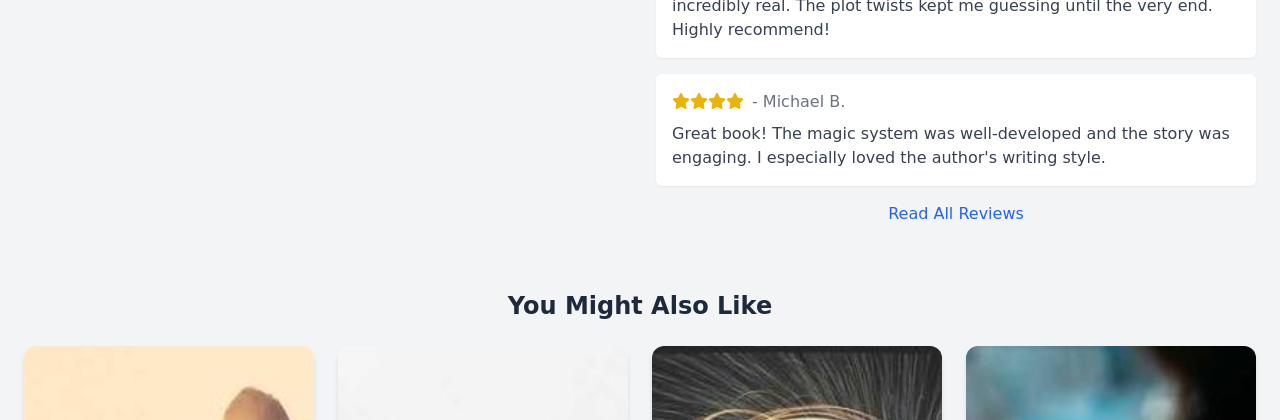 incredibly real. The plot twists kept me guessing until the very end.
Highly recommend!
- Michael B.
Great book! The magic system was well-developed and the story was
engaging. I especially loved the author's writing style.
Read All Reviews
You Might Also Like